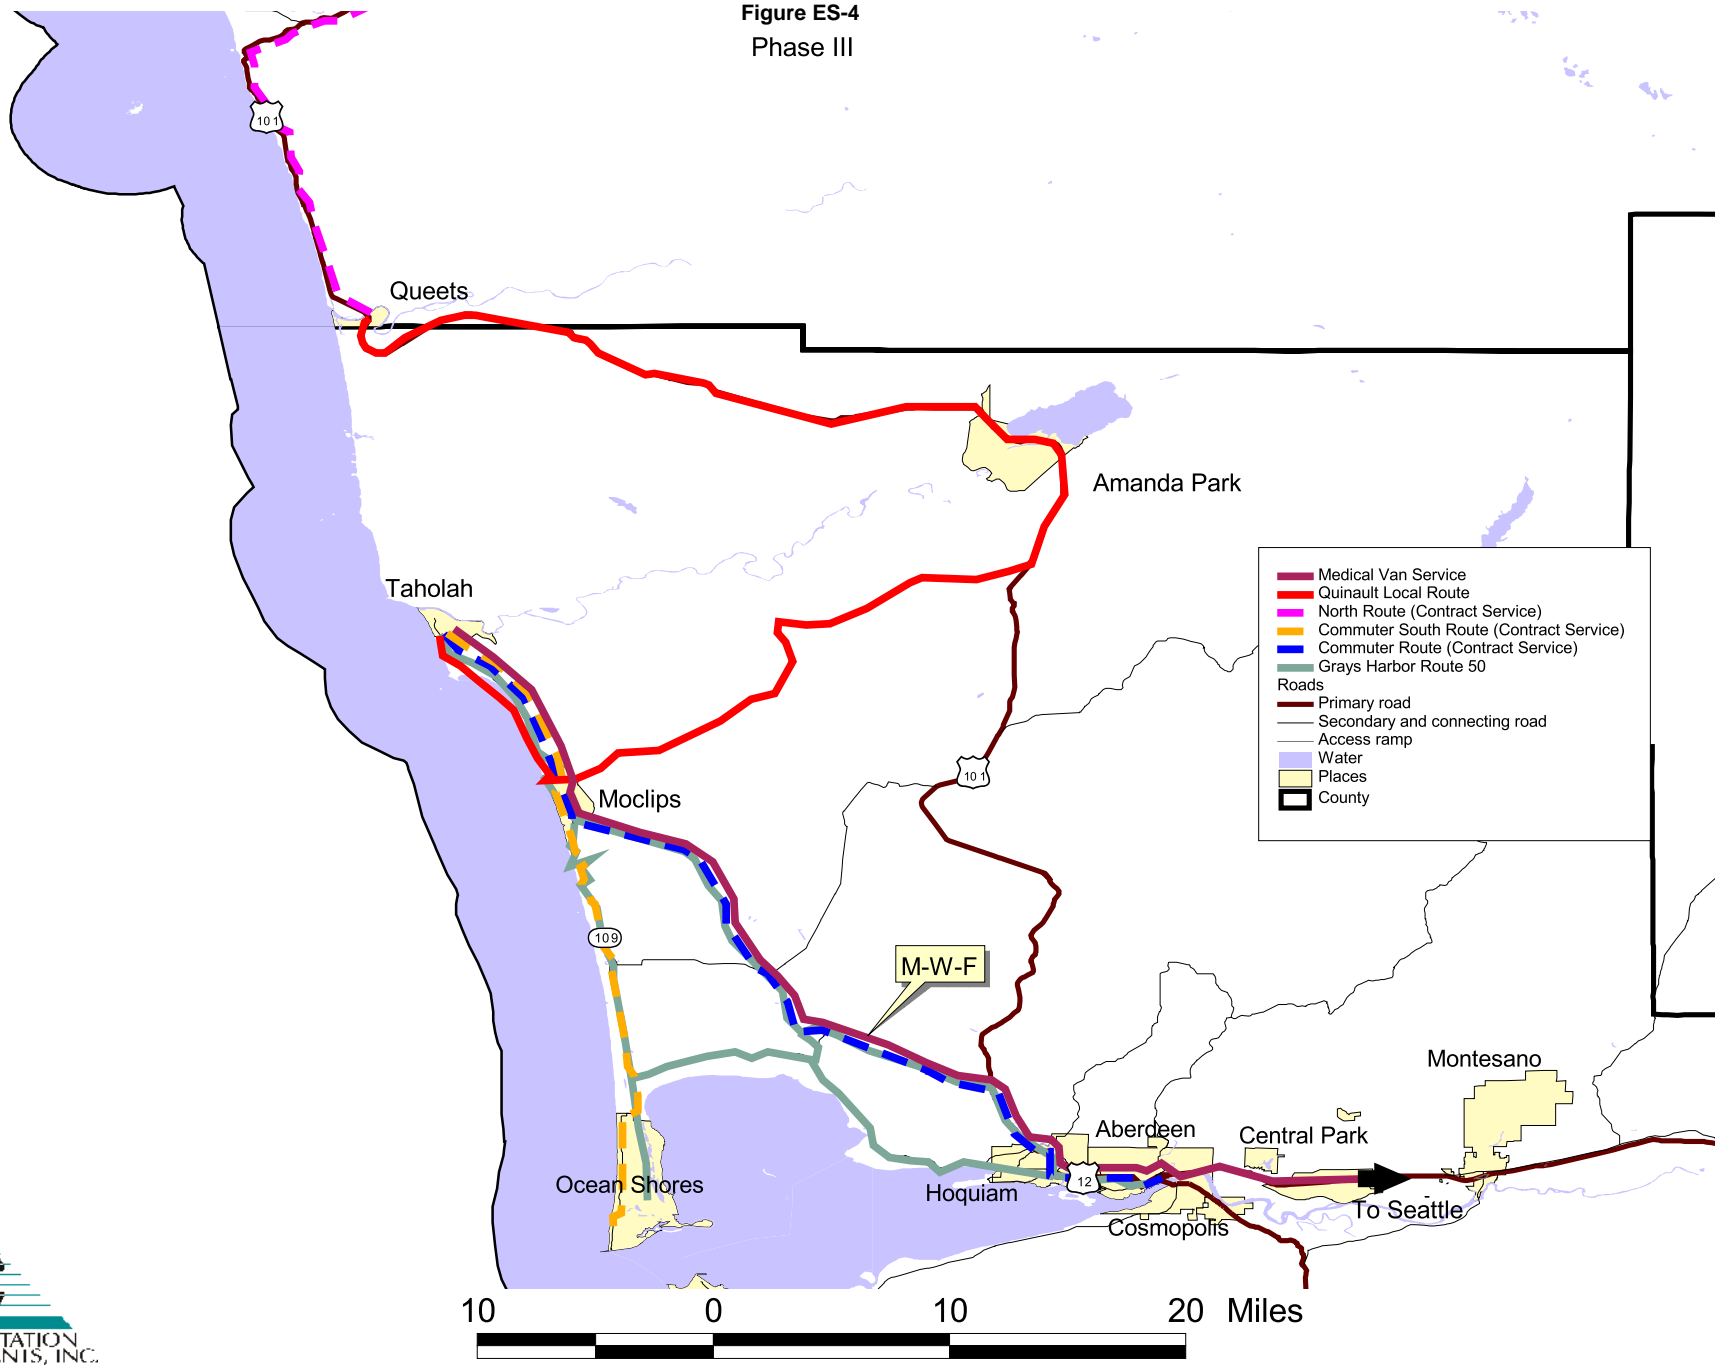 Figure ES-4
Phase III
101
Queets
Amanda Park
Taholah
Medical Van Service
Quinault Local Route
North Route (Contract Service)
Commuter South Route (Contract Service)
Commuter Route (Contract Service)
Grays Harbor Route 50
Roads
Primary road
Secondary and connecting road
Access ramp
Water
Places
County
101
Moclips
109
M-W-F
Montesano
Aberdeen
Central Park
Ocean Shores
Hoquiam
12
To Seattle
Cosmopolis
10 0 10 20 Miles
TATION
NTS, INC.